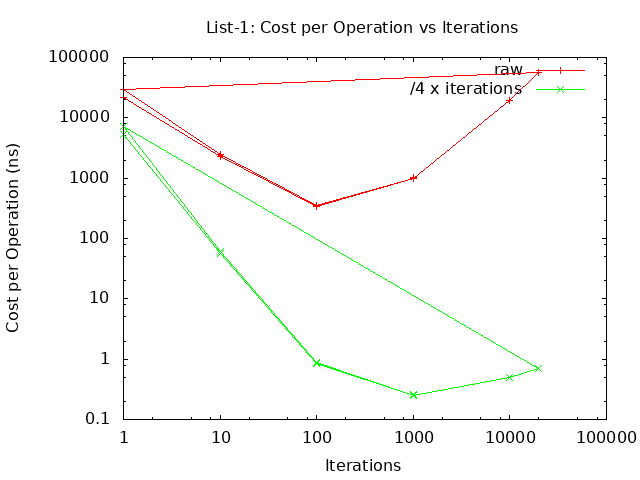 List-1: Cost per Operation vs Iterations
Cost per Operation (ns)
100000
10000
1000
100
10
1
0.1
raw
/4 x iterations
1 10 100 1000 10000 100000
Iterations